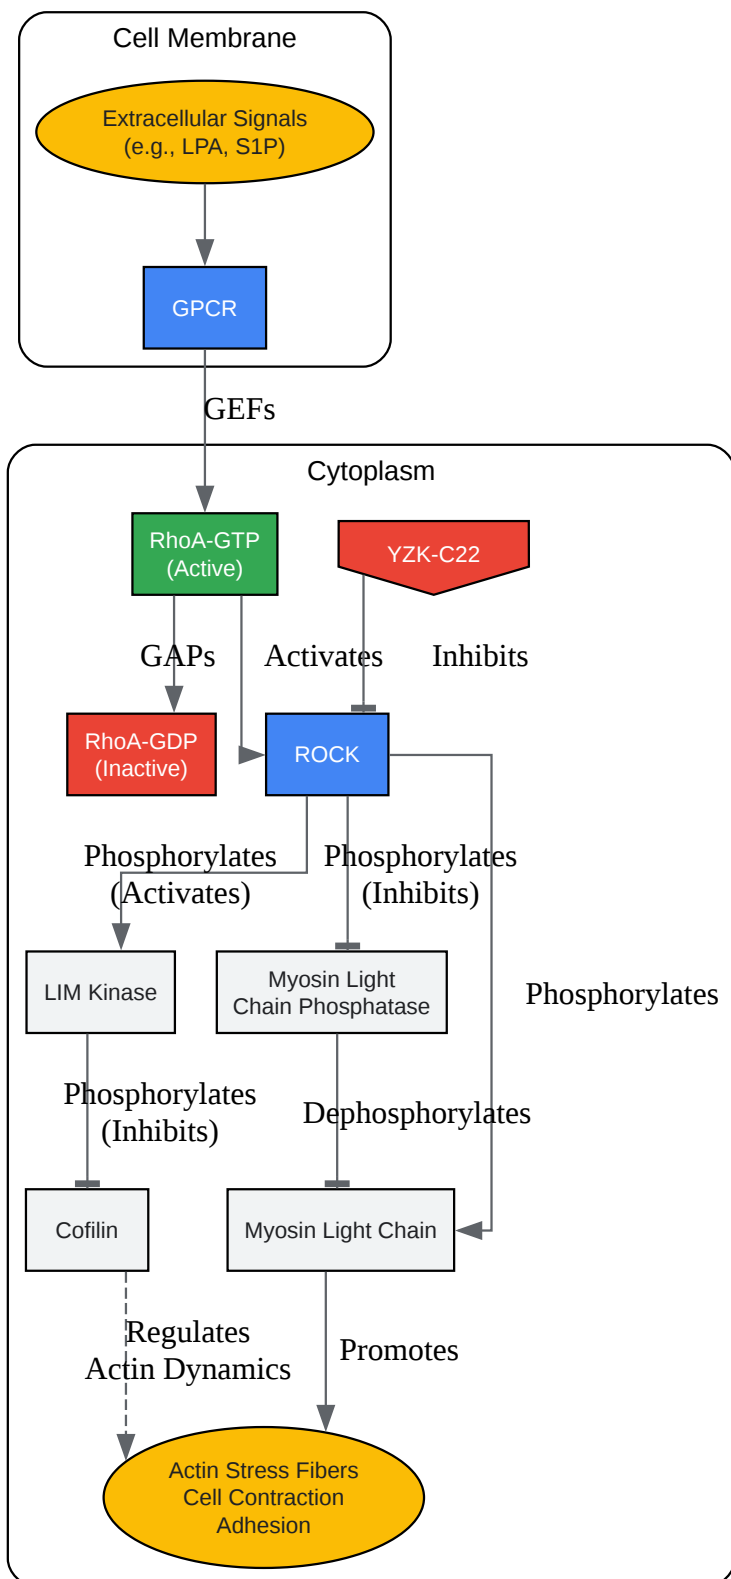 Cell Membrane
Extracellular Signals
(e.g., LPA, S1P)
GPCR
GEFs
Cytoplasm
RhoA-GTP
(Active)
YZK-C22
GAPs
Activates
Inhibits
RhoA-GDP
(Inactive)
ROCK
Phosphorylates
(Activates)
Phosphorylates
(Inhibits)
LIM Kinase
Myosin Light
Chain Phosphatase
Phosphorylates
Phosphorylates
(Inhibits)
Dephosphorylates
Cofilin
Myosin Light Chain
Regulates
Actin Dynamics
Promotes
Actin Stress Fibers
Cell Contraction
Adhesion